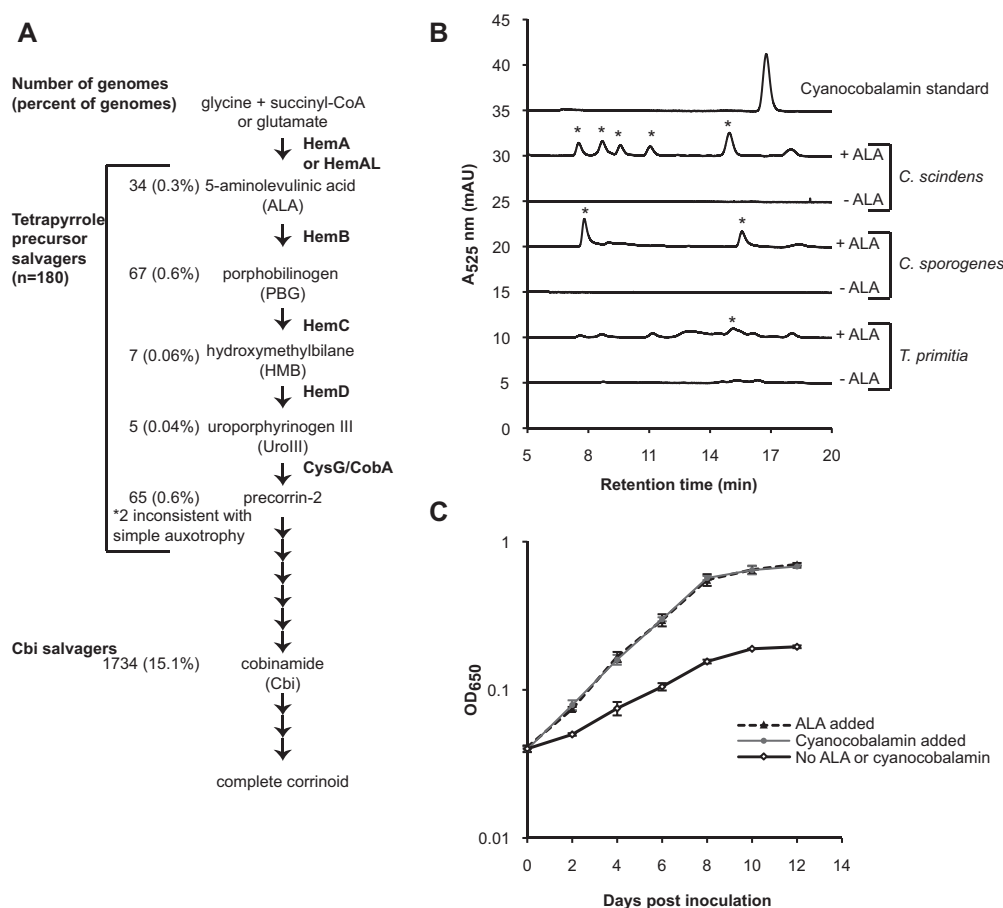 A
Number of genomes
(percent of genomes)
glycine + succinyl-CoA
or glutamate
HemA
or HemAL
Tetrapyrrole
precursor
salvagers
(n=180)
34 (0.3%)
5-aminolevulinic acid
(ALA)
HemB
67 (0.6%)
porphobilinogen
(PBG)
HemC
7 (0.06%)
hydroxymethylbilane
(HMB)
HemD
5 (0.04%)
uroporphyrinogen III
(UroIII)
CysG/CobA
65 (0.6%)
precorrin-2
*2 inconsistent with
simple auxotrophy
Cbi salvagers
1734 (15.1%)
cobinamide
(Cbi)
complete corrinoid
B
A525 nm (mAU)
45
40
35
30
25
20
15
10
5
0
Cyanocobalamin standard
* * * * *
+ ALA
- ALA
C. scindens
* *
+ ALA
- ALA
C. sporogenes
*
+ ALA
- ALA
T. primitia
5 8 11 14 17 20
Retention time (min)
C
OD650
1
0.1
0.01
ALA added
Cyanocobalamin added
No ALA or cyanocobalamin
0 2 4 6 8 10 12 14
Days post inoculation